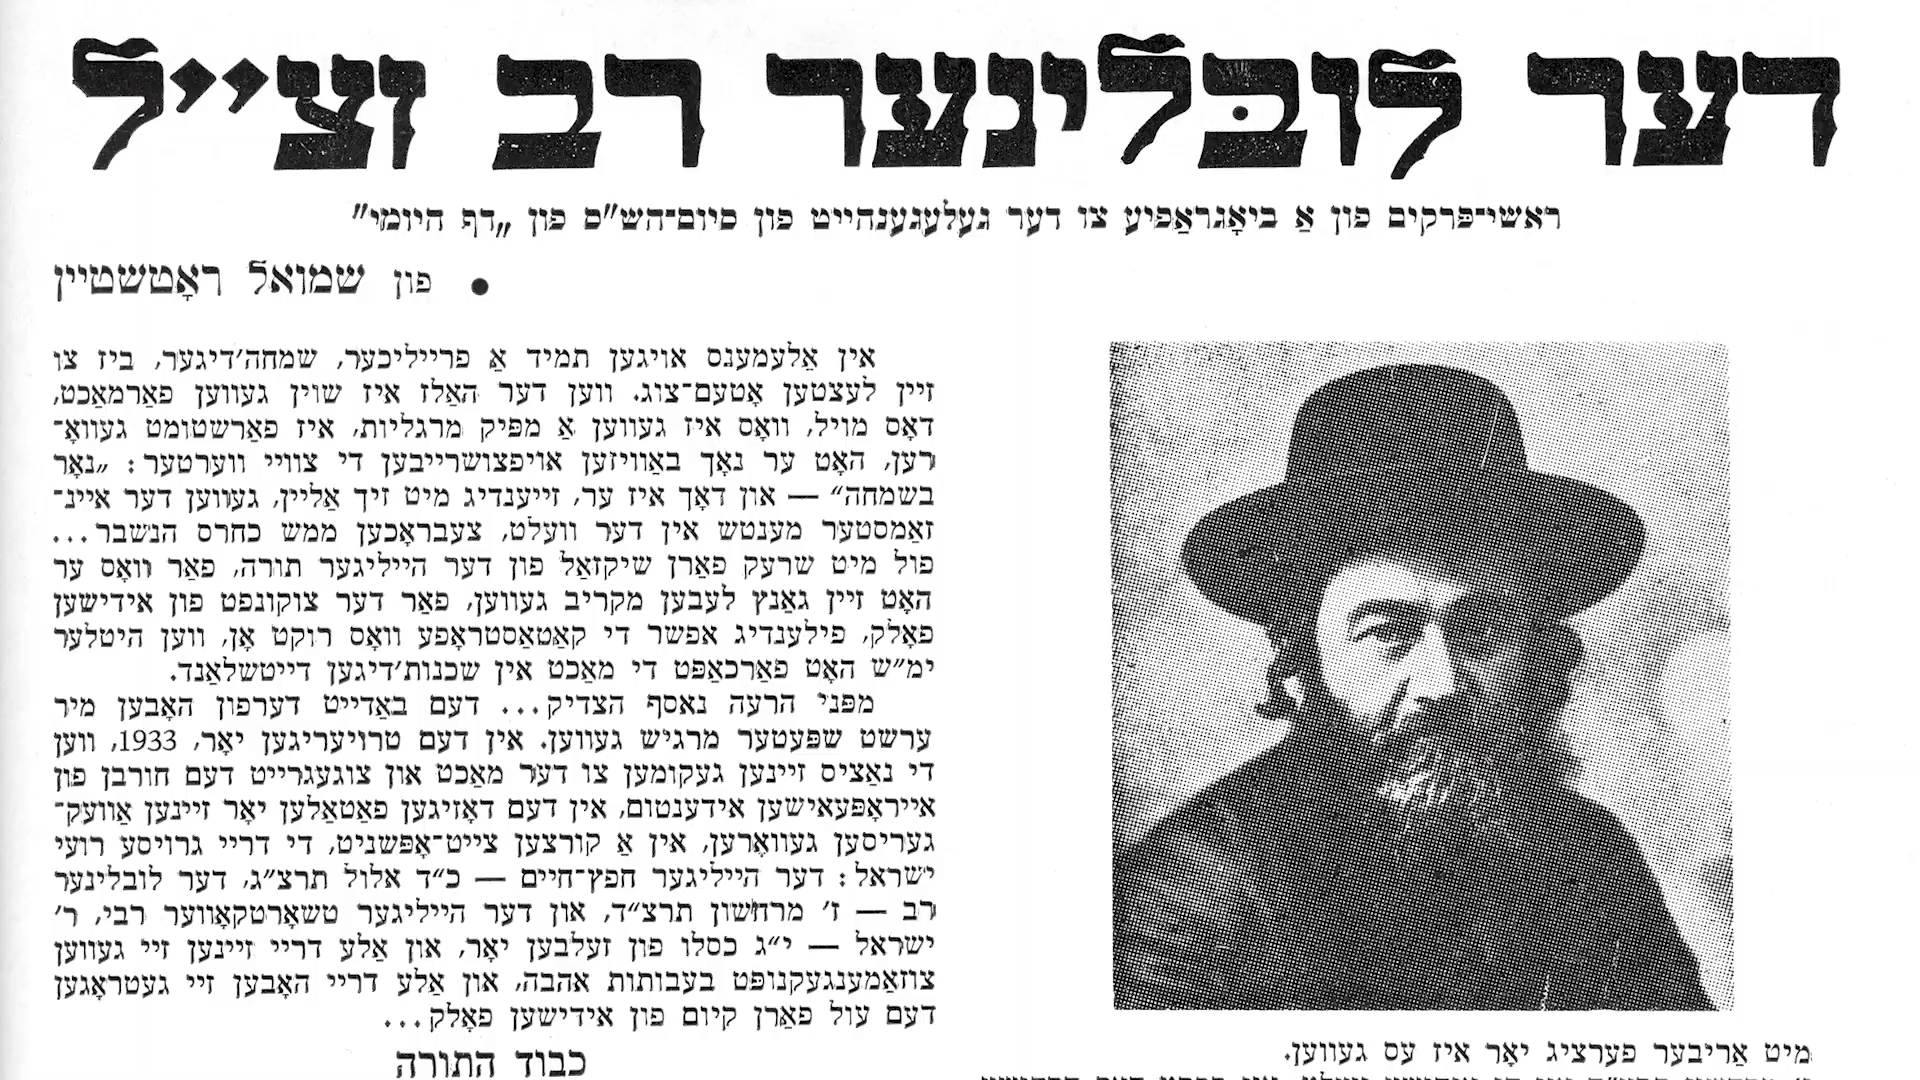 דער לובלינער רב זצ״ל
ראשי־פּרקים פון אַ ביאָגראַפיע צו דער געלעגענהייט פון סיום־הש״ס פון „דף היומי״
• פון שמואל ראָטשטיין
אין אַלעמענס אויגען תמיד אַ פרייליכער, שמחה׳דיגער, ביז צו
זיין לעצטען אָטעם־צוג. ווען דער האַלז איז שוין געווען פאַרמאַכט,
דאָס מויל, וואָס איז געווען אַ מפיק מרגליות, איז פאַרשטומט געוואָ־
רען, האָט ער נאָך באַוויזען אויפצושרייבען די צוויי ווערטער: „נאָר
בשמחה״ — און דאָך איז ער, זייענדיג מיט זיך אַליין, געווען דער איינ־
זאַמסטער מענטש אין דער וועלט, צעבראָכען ממש כחרס הנשבר...
פול מיט שרעק פאַרן שיקזאַל פון דער הייליגער תורה, פאַר וואָס ער
האָט זיין גאַנץ לעבען מקריב געווען, פאַר דער צוקונפט פון אידישען
פאָלק, פילענדיג אפשר די קאַטאַסטראָפע וואָס רוקט אָן, ווען היטלער
ימ״ש האָט פאַרכאַפּט די מאַכט אין שכנות׳דיגען דייטשלאַנד.
מפּני הרעה נאסף הצדיק... דעם באַדייט דערפון האָבען מיר
ערשט שפּעטער מרגיש געווען. אין דעם טרויעריגען יאָר, 1933, ווען
די נאַציס זיינען געקומען צו דער מאַכט און צוגעגרייט דעם חורבן פון
אייראָפּעאישען אידענטום, אין דעם דאָזיגען פאַטאַלען יאָר זיינען אַוועק־
געריסען געוואָרען, אין אַ קורצען צייט־אָפּשניט, די דריי גרויסע רועי
ישראל: דער הייליגער חפץ־חיים — כ״ד אלול תרצ״ג, דער לובלינער
רב — ז׳ מרחשון תרצ״ד, און דער הייליגער טשאָרטקאָווער רבי, ר׳
ישראל — י״ג כסלו פון זעלבען יאָר, און אַלע דריי זיינען זיי געווען
צוזאַמענגעקנופּט בעבותות אהבה, און אַלע דריי האָבען זיי געטראָגען
דעם עול פאַרן קיום פון אידישען פאָלק...
כבוד התורה
מיט אַריבער פערציג יאָר איז עס געווען.